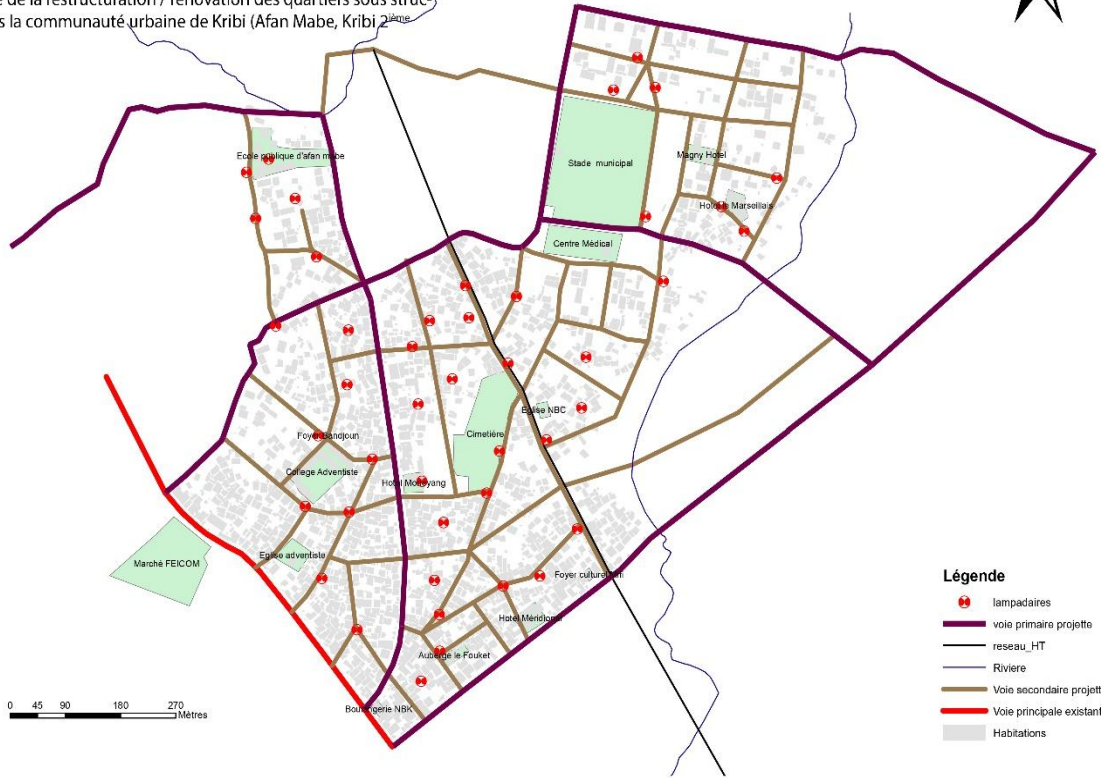 de la restructuration / rénovation des quartiers sous struc-
la communauté urbaine de Kribi (Afan Mabe, Kribi 2ième
Ecole publique d'afan mabe
Stade municipal
Magny Hotel
Hotel le Marseillais
Centre Médical
Eglise NBC
Foyer Bandjoun
Cimetière
College Adventiste
Hotel
Eglise adventiste
Marché FEICOM
Foyer culturel
Hotel Méridional
Auberge le Fouket
Boulangerie NBK
0 45 90 180 270
Mètres
Légende
lampadaires
voie primaire projette
reseau_HT
Riviere
Voie secondaire projett
Voie principale existant
Habitations